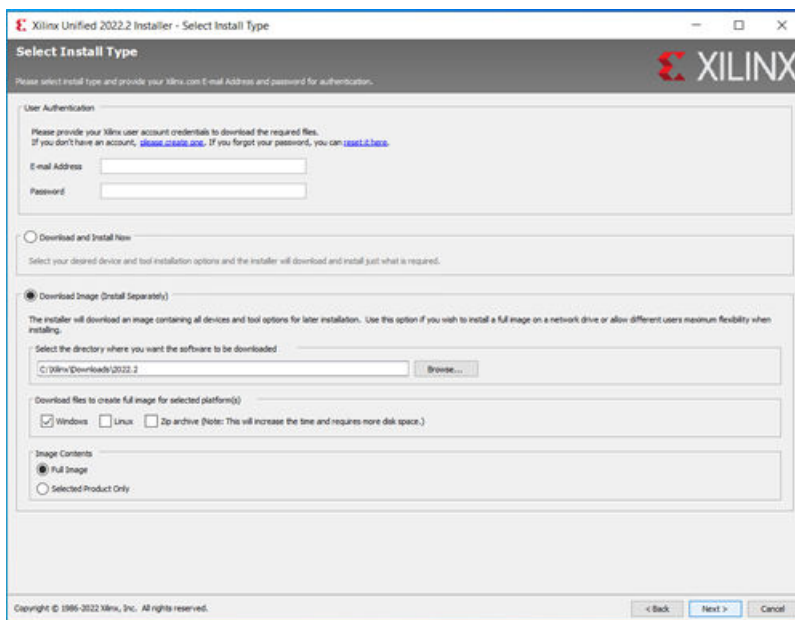 Xilinx Unified 2022.2 Installer - Select Install Type
Select Install Type
XILINX
Please select install type and provide your Xilinx.com E-mail Address and password for authentication.
User Authentication
Please provide your Xilinx user account credentials to download the required files.
If you don't have an account, please create one. If you forgot your password, you can reset it here.
E-mail Address
Password
Download and Install Now
Select your desired device and tool installation options and the installer will download and install just what is required.
Download Image (Install Separately)
The installer will download an image containing all devices and tool options for later installation. Use this option if you wish to install a full image on a network drive or allow different users maximum flexibility when
installing.
Select the directory where you want the software to be downloaded
C:\Xilinx\Downloads\2022.2 Browse...
Download files to create full image for selected platform(s)
Windows Linux Zip archive (Note: This will increase the time and requires more disk space.)
Image Contents
Full Image
Selected Product Only
Copyright © 1986-2022 Xilinx, Inc. All rights reserved. < Back Next > Cancel